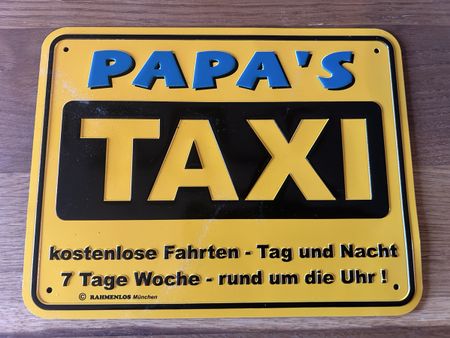 PAPA'S
TAXI
kostenlose Fahrten - Tag und Nacht
7 Tage Woche - rund um die Uhr !
© RAHMENLOS München